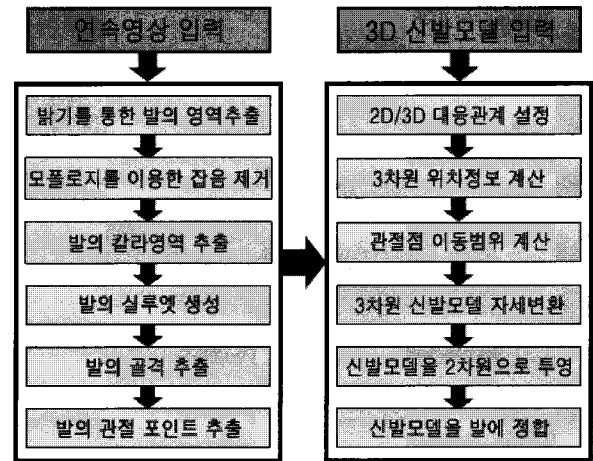 연속영상 입력
밝기를 통한 발의 영역추출
모폴로지를 이용한 잡음 제거
발의 칼라영역 추출
발의 실루엣 생성
발의 골격 추출
발의 관절 포인트 추출
3D 신발모델 입력
2D/3D 대응관계 설정
3차원 위치정보 계산
관절점 이동범위 계산
3차원 신발모델 자세변환
신발모델을 2차원으로 투영
신발모델을 발에 정합